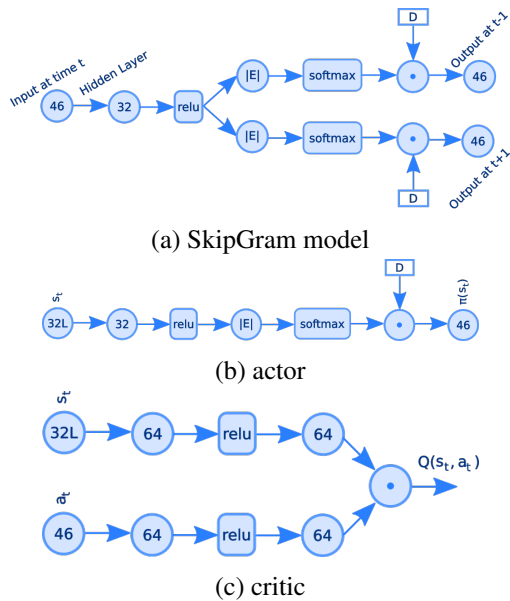 D
Output at t-1
Input at time t
Hidden Layer
|E|
softmax
•
46
46
32
relu
|E|
softmax
•
46
D
Output at t+1
(a) SkipGram model
D
s_t
π(s_t)
32L
32
relu
|E|
softmax
•
46
(b) actor
s_t
32L
64
relu
64
Q(s_t, a_t)
•
a_t
46
64
relu
64
(c) critic